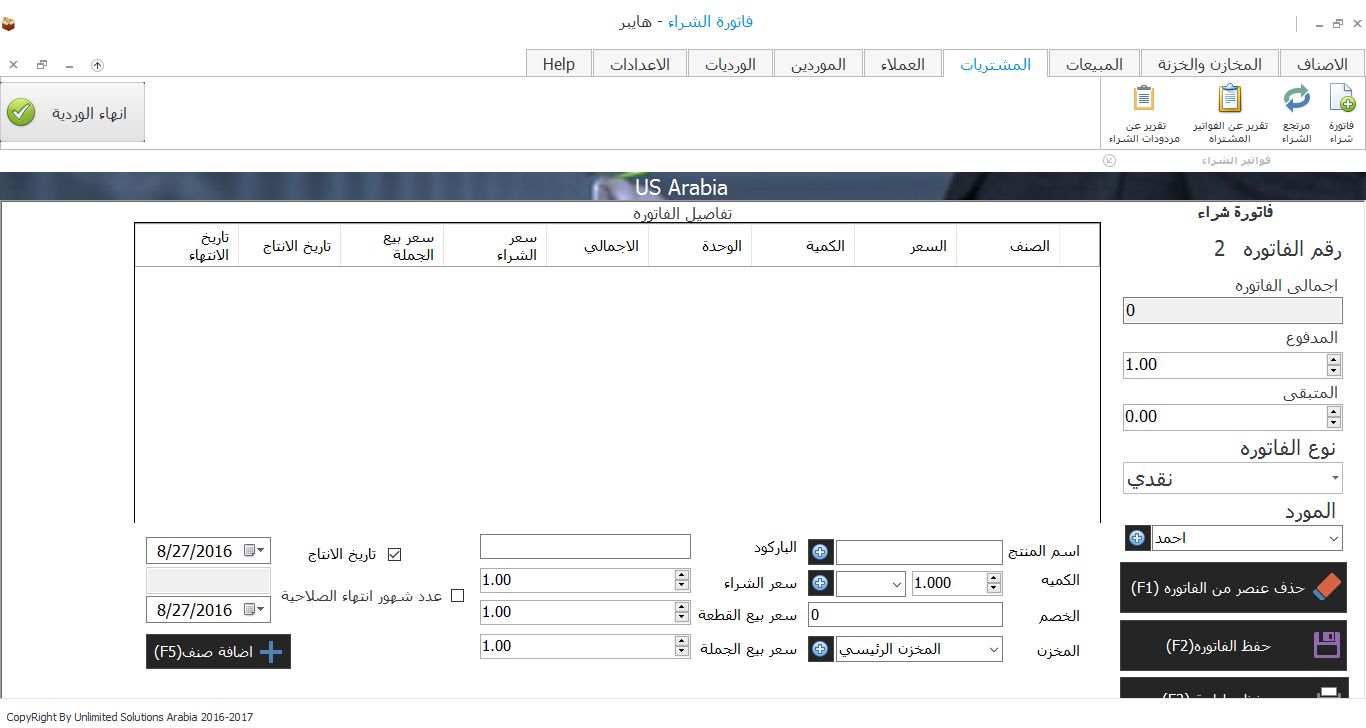 فاتورة الشراء - هايبر
الاصناف
المخازن والخزنة
المبيعات
المشتريات
العملاء
الموردين
الورديات
الاعدادات
Help
فاتورة
شراء
مرتجع
الشراء
تقرير عن الفواتير
المشتراه
تقرير عن
مردودات الشراء
فواتير الشراء
انهاء الوردية
US Arabia
فاتورة شراء
رقم الفاتوره 2
اجمالى الفاتوره
0
المدفوع
1.00
المتبقى
0.00
نوع الفاتوره
نقدي
المورد
احمد
حذف عنصر من الفاتوره (F1)
حفظ الفاتوره(F2)
تفاصيل الفاتوره
الصنف
السعر
الكمية
الوحدة
الاجمالي
سعر
الشراء
سعر بيع
الجملة
تاريخ الانتاج
تاريخ
الانتهاء
اسم المنتج
الباركود
تاريخ الانتاج
8/27/2016
الكميه
1.000
سعر الشراء
1.00
عدد شهور انتهاء الصلاحية
8/27/2016
الخصم
0
سعر بيع القطعة
1.00
المخزن
المخزن الرئيسي
سعر بيع الجملة
1.00
اضافة صنف(F5)
CopyRight By Unlimited Solutions Arabia 2016-2017